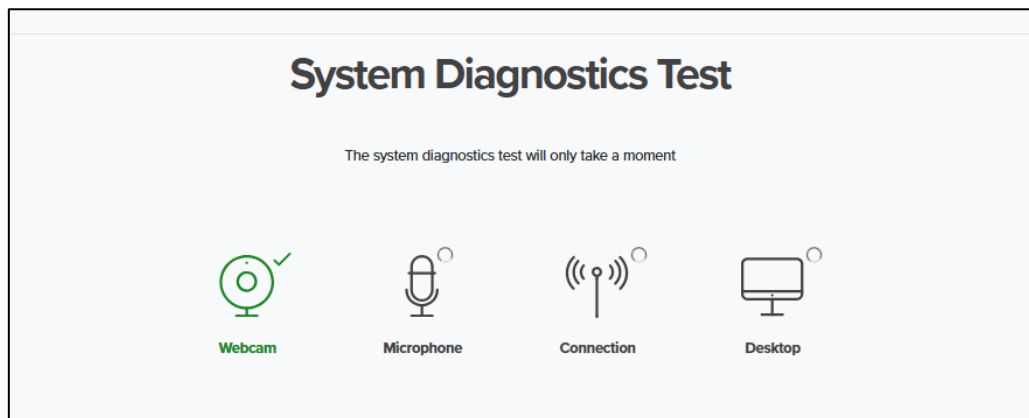 System Diagnostics Test
The system diagnostics test will only take a moment
Webcam
Microphone
Connection
Desktop